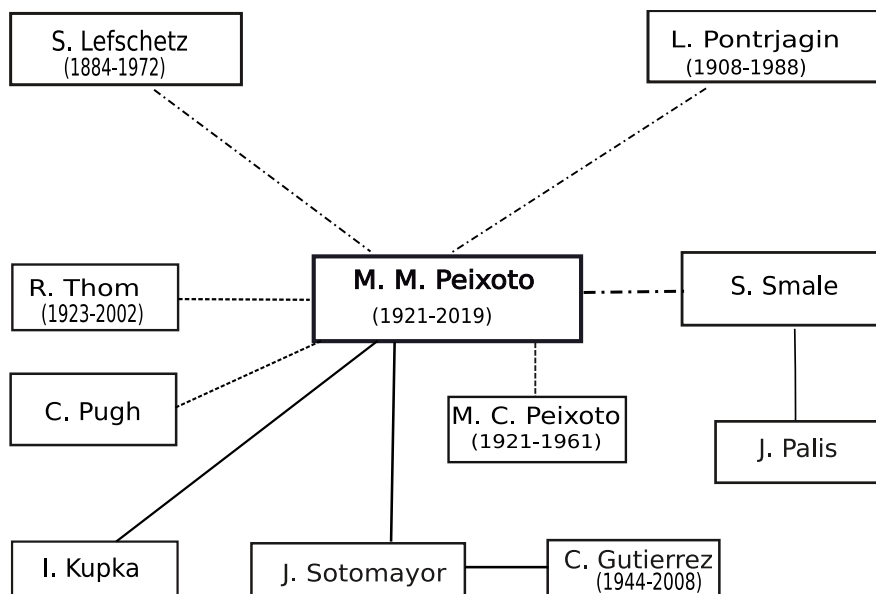 S. Lefschetz
(1884-1972)
L. Pontrjagin
(1908-1988)
R. Thom
(1923-2002)
M. M. Peixoto
(1921-2019)
S. Smale
C. Pugh
M. C. Peixoto
(1921-1961)
J. Palis
I. Kupka
J. Sotomayor
C. Gutierrez
(1944-2008)